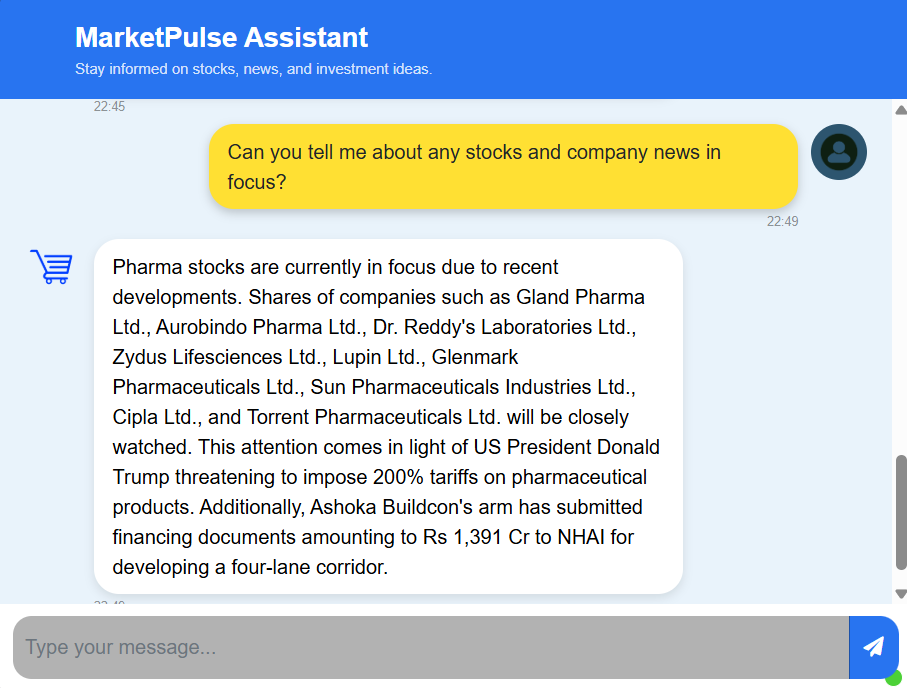 MarketPulse Assistant
Stay informed on stocks, news, and investment ideas.
22:45
Can you tell me about any stocks and company news in
focus?
22:49
Pharma stocks are currently in focus due to recent
developments. Shares of companies such as Gland Pharma
Ltd., Aurobindo Pharma Ltd., Dr. Reddy's Laboratories Ltd.,
Zydus Lifesciences Ltd., Lupin Ltd., Glenmark
Pharmaceuticals Ltd., Sun Pharmaceuticals Industries Ltd.,
Cipla Ltd., and Torrent Pharmaceuticals Ltd. will be closely
watched. This attention comes in light of US President Donald
Trump threatening to impose 200% tariffs on pharmaceutical
products. Additionally, Ashoka Buildcon's arm has submitted
financing documents amounting to Rs 1,391 Cr to NHAI for
developing a four-lane corridor.
Type your message...